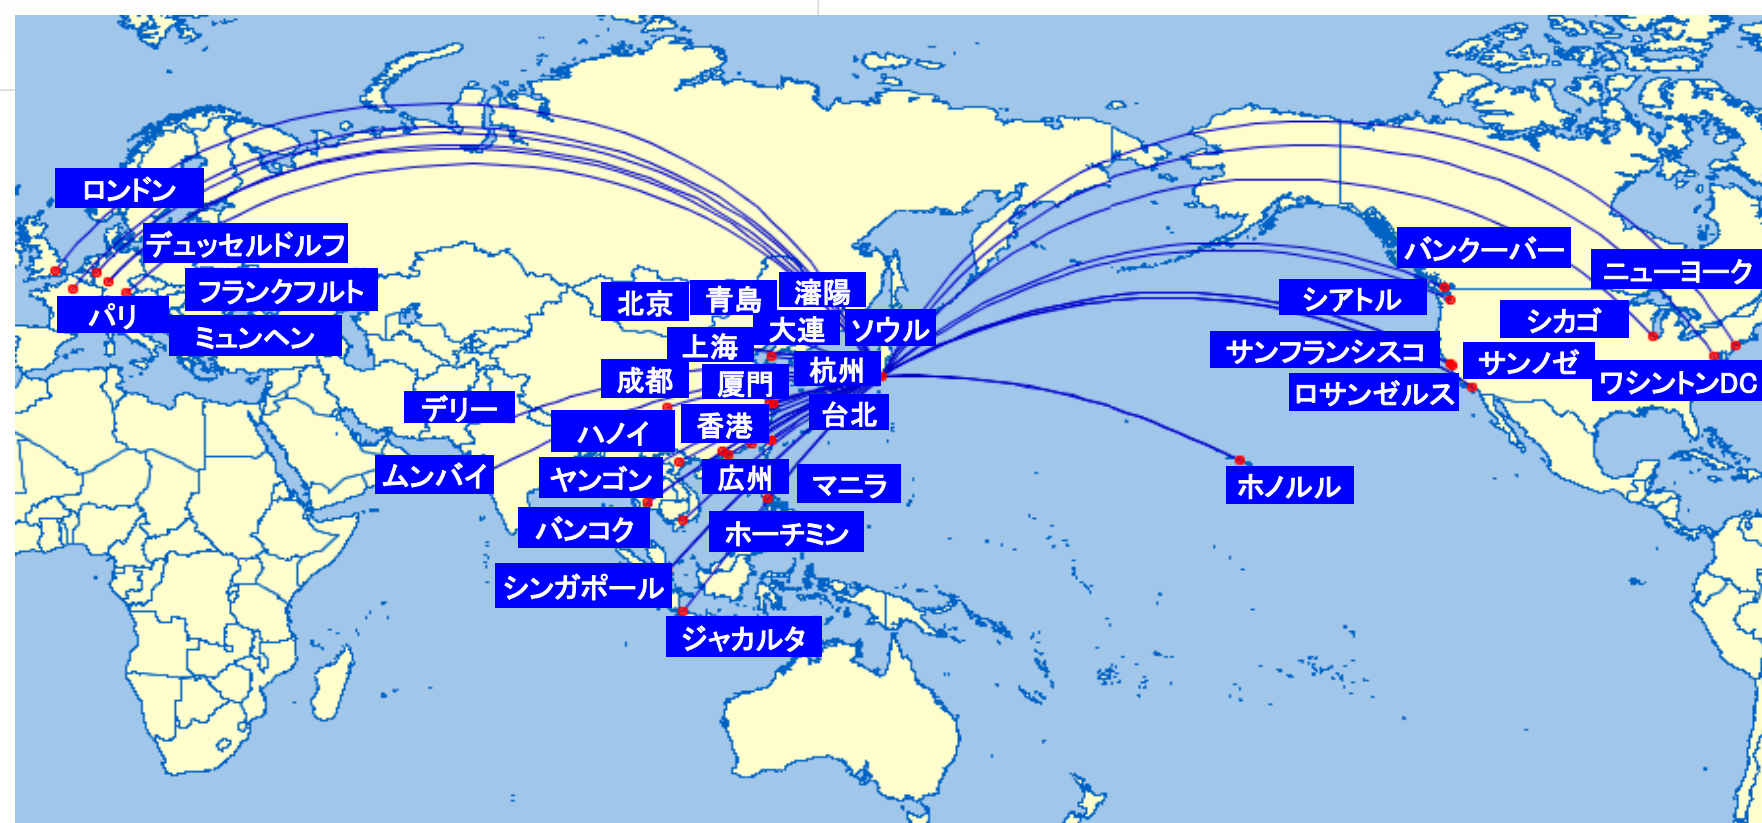 ロンドン
デュッセルドルフ
フランクフルト
パリ
ミュンヘン
北京
青島
瀋陽
大連
ソウル
上海
杭州
成都
厦門
デリー
台北
香港
ハノイ
ムンバイ
ヤンゴン
広州
マニラ
バンコク
ホーチミン
シンガポール
ジャカルタ
バンクーバー
ニューヨーク
シアトル
シカゴ
サンフランシスコ
サンノゼ
ワシントンDC
ロサンゼルス
ホノルル